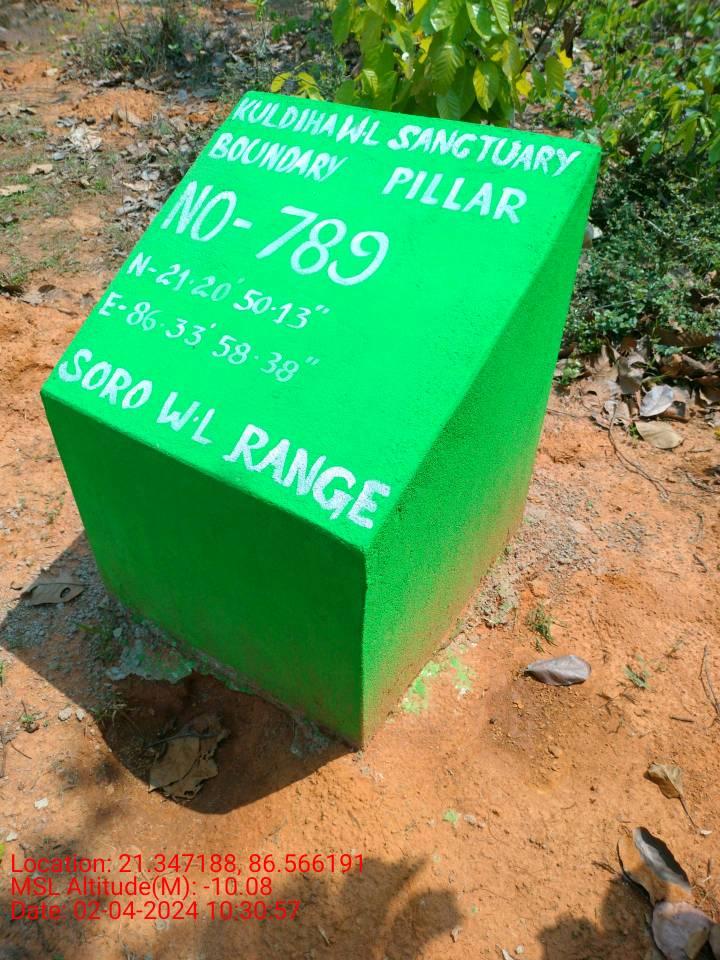 KULDIHA W.L SANCTUARY
BOUNDARY PILLAR
NO- 789
N-21·20'50·13"
E-86·33'58·38"
SORO W·L RANGE
Location: 21.347188, 86.566191
MSL Altitude(M): -10.08
Date: 02-04-2024 10:30:57